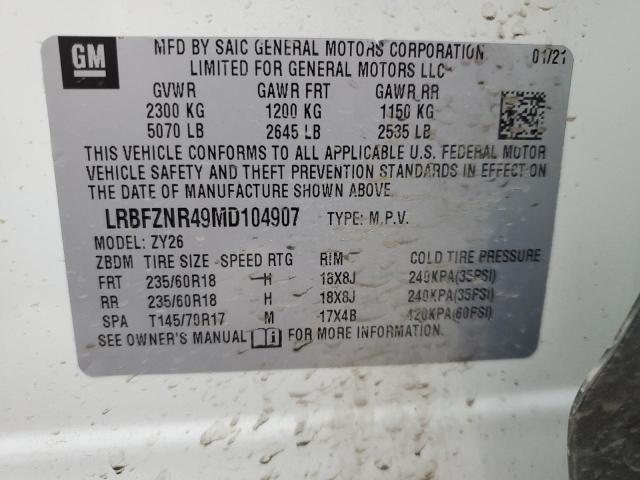 GM
MFD BY SAIC GENERAL MOTORS CORPORATION 01/21
LIMITED FOR GENERAL MOTORS LLC
GVWR GAWR FRT GAWR RR
2300 KG 1200 KG 1150 KG
5070 LB 2645 LB 2535 LB
THIS VEHICLE CONFORMS TO ALL APPLICABLE U.S. FEDERAL MOTOR
VEHICLE SAFETY AND THEFT PREVENTION STANDARDS IN EFFECT ON
THE DATE OF MANUFACTURE SHOWN ABOVE.
LRBFZNR49MD104907 TYPE: M.P.V.
MODEL: ZY26
ZBDM TIRE SIZE - SPEED RTG RIM COLD TIRE PRESSURE
FRT 235/60R18 H 18X8J 240KPA(35PSI)
RR 235/60R18 H 18X8J 240KPA(35PSI)
SPA T145/70R17 M 17X4B 420KPA(60PSI)
SEE OWNER'S MANUAL i FOR MORE INFORMATION.